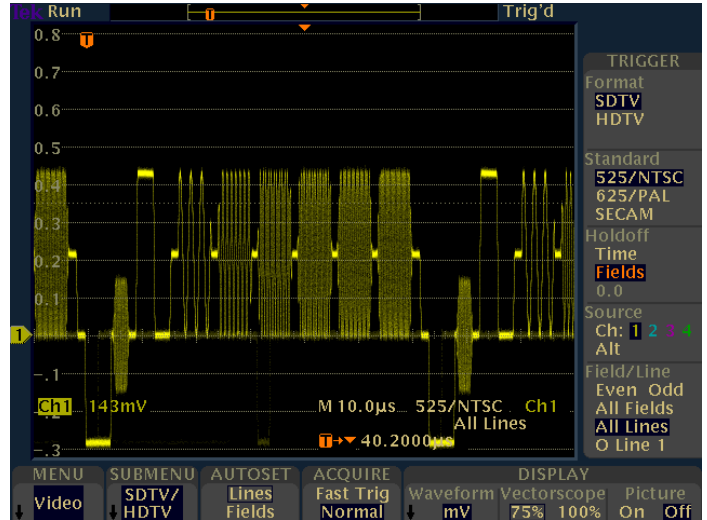 Tek Run Trig'd
T
T
0.8
0.7
0.6
0.5
0.4
0.3
0.2
0.1
1
-.1
-.3
Ch1 143mV M 10.0µs 525/NTSC Ch1
All Lines
T→▼ 40.2000µs
TRIGGER
Format
SDTV
HDTV
Standard
525/NTSC
625/PAL
SECAM
Holdoff
Time
Fields
0.0
Source
Ch: 1 2 3 4
Alt
Field/Line
Even Odd
All Fields
All Lines
O Line 1
MENU SUBMENU AUTOSET ACQUIRE DISPLAY
Video SDTV/ HDTV Lines Fields Fast Trig Normal Waveform mV Vectorscope 75% 100% Picture On Off